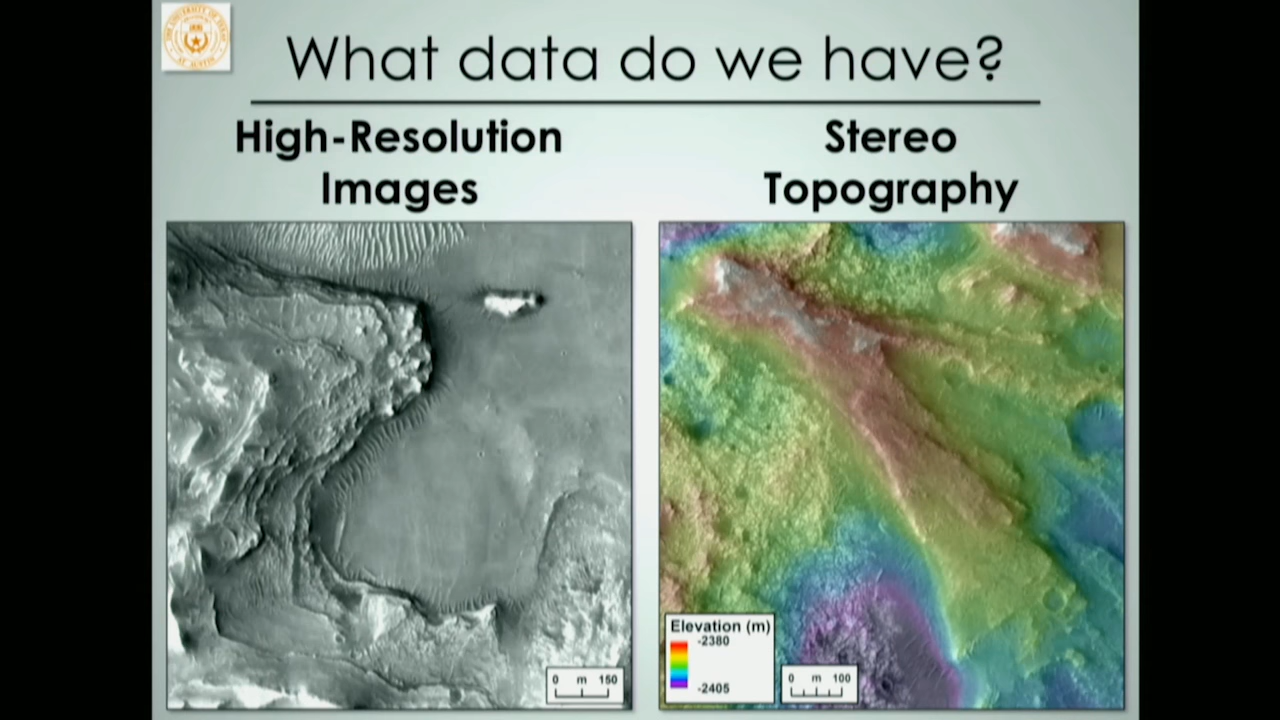 What data do we have?
High-Resolution
Images
Stereo
Topography
0 m 150
Elevation (m)
-2380
-2405
0 m 100